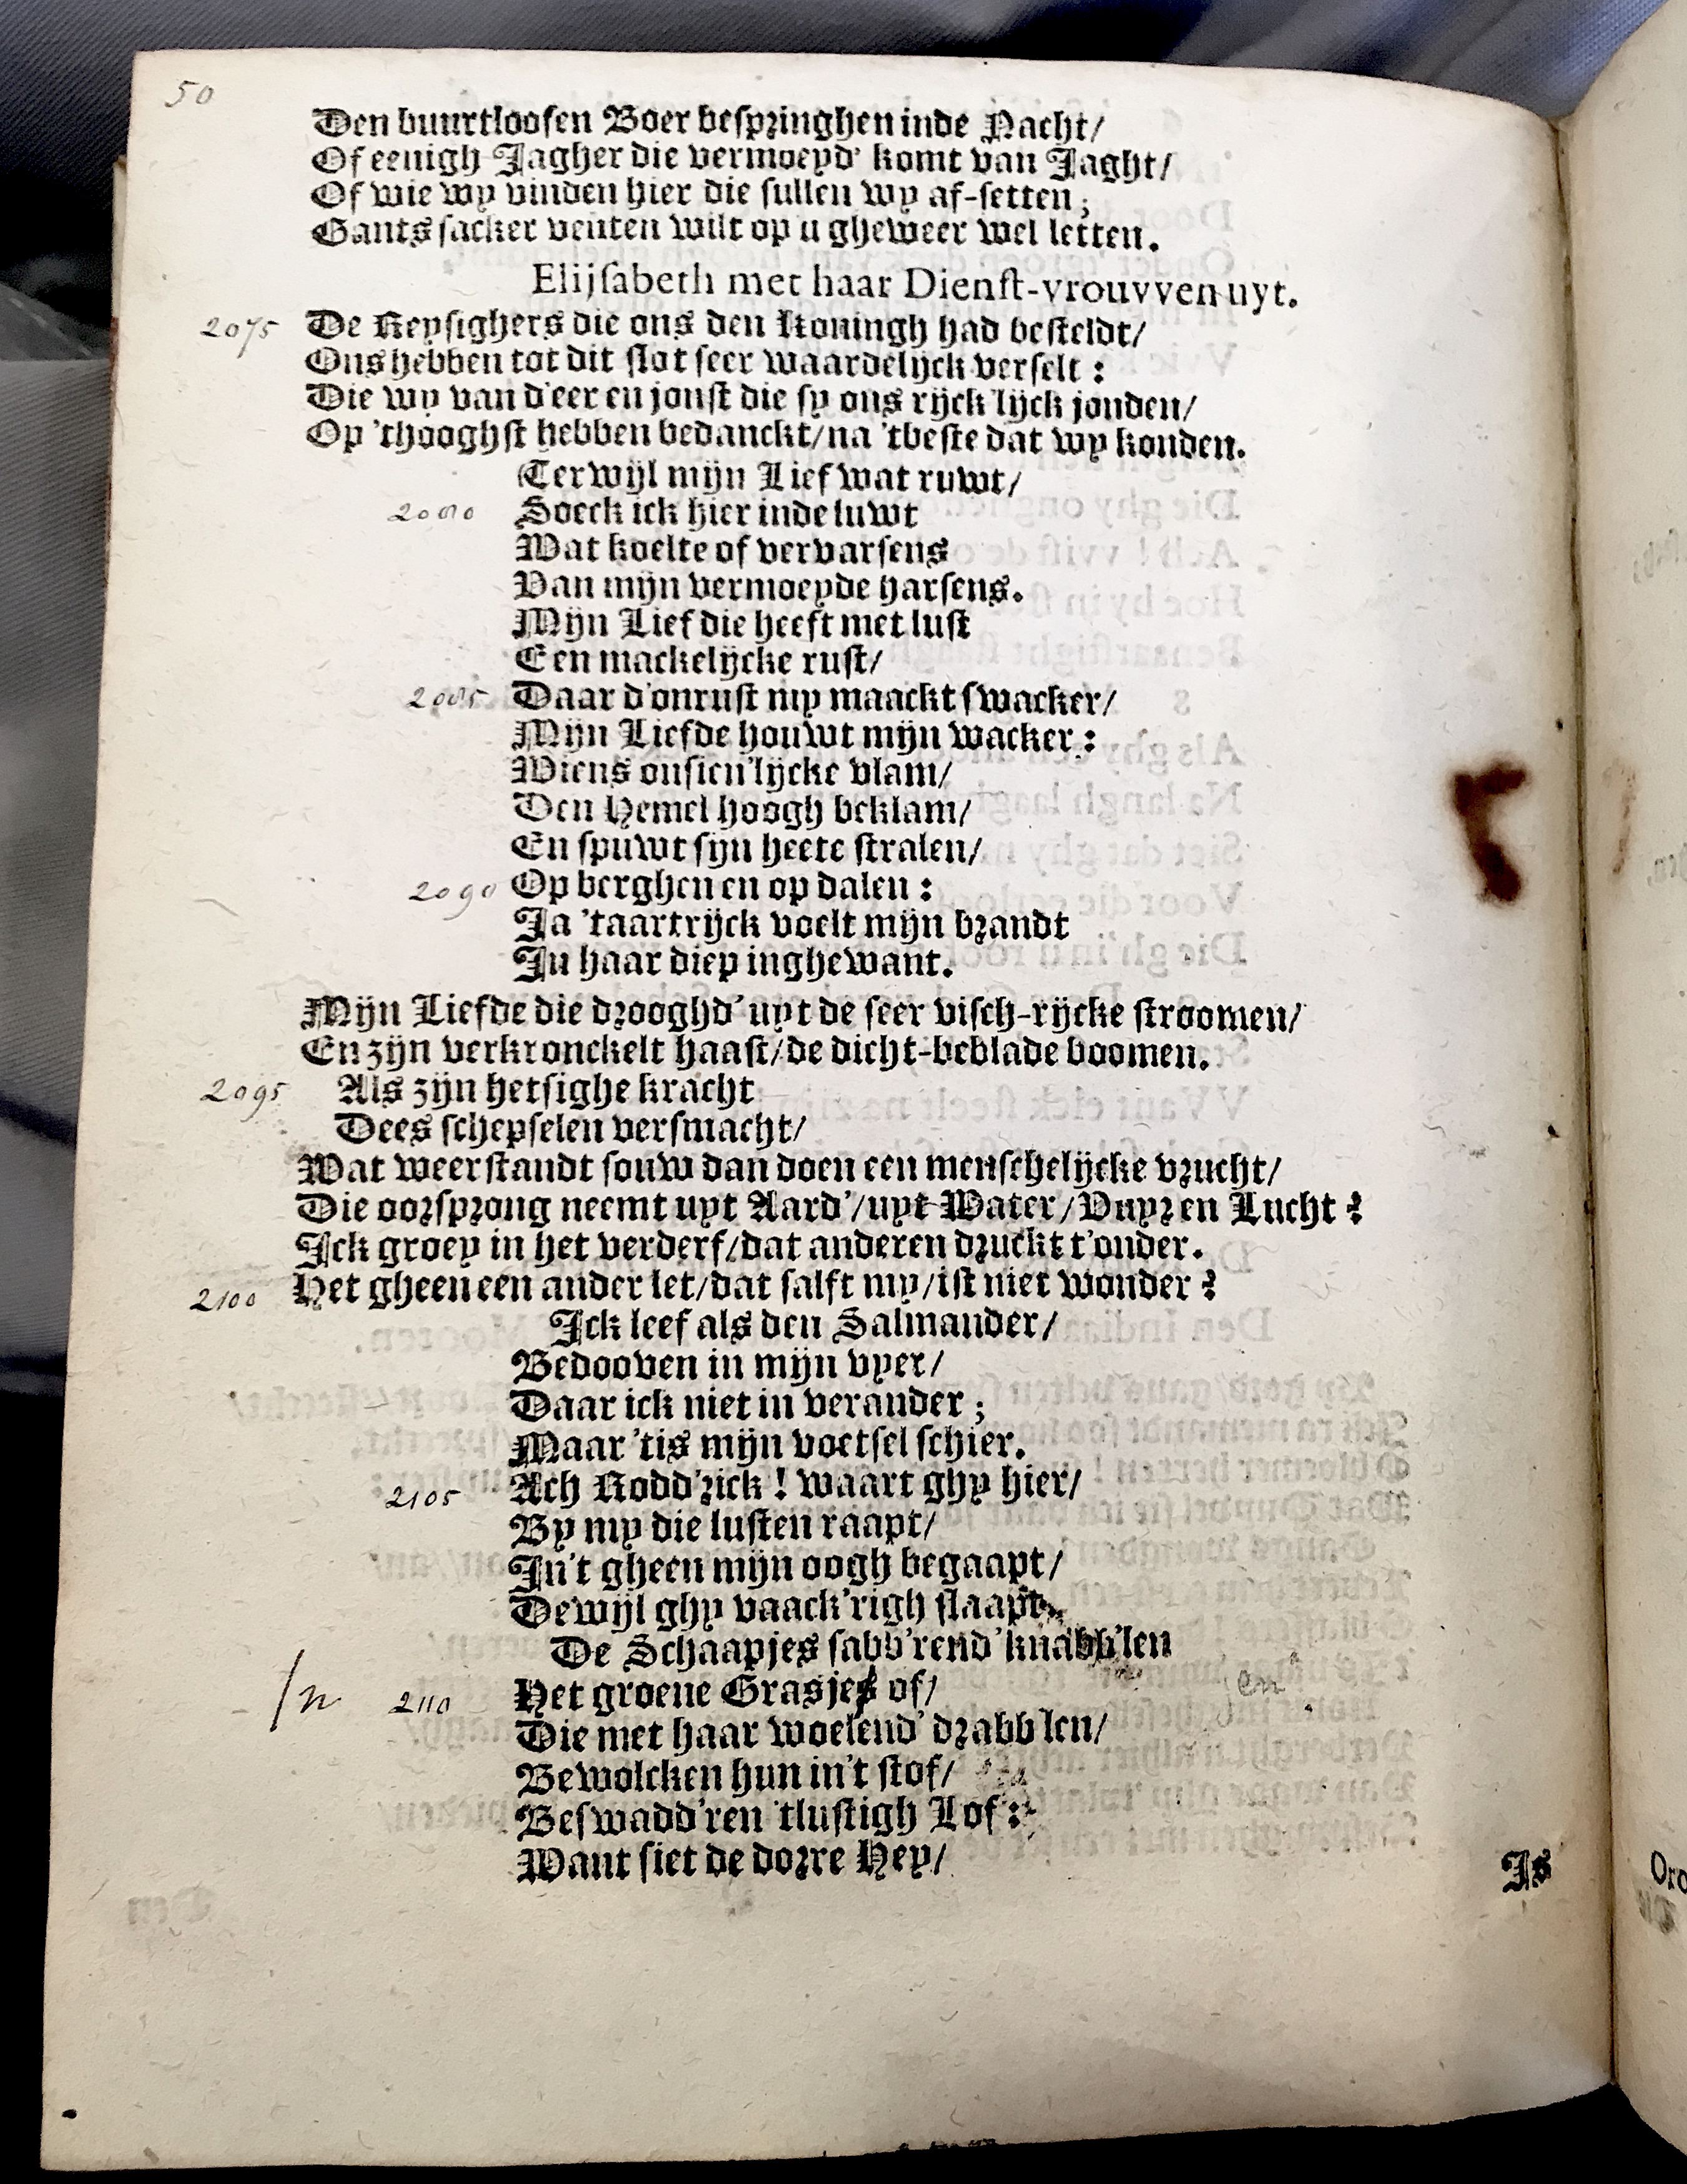 50
Den buurtloosen Boer bespringhen inde Nacht/
Of eenigh Jagher die vermoeyd' komt van Jaght/
Of wie wy vinden hier die sullen wy af-setten;
Gants sacker venten wilt op u gheweer wel letten.
Elijsabeth met haar Dienst-vrouvven uyt.
2075 De Reysighers die ons den Koningh had besteldt/
Ons hebben tot dit slot seer waardelijck verselt:
Die wy van d'eer en jonst die sy ons rijck'lijck jonden/
Op 'thooghst hebben bedanckt/na 'tbeste dat wy konden.
Terwijl mijn Lief wat ruwt/
2080 Soeck ick hier inde luwt
Wat koelte of vervarsens
Van mijn vermoeyde harsens.
Mijn Lief die heeft met lust
Een mackelijcke rust/
2085 Daar d'onrust my maackt swacker/
Mijn Liefde houwt mijn wacker:
Wiens onsien'lijcke vlam/
Den Hemel hoogh beklam/
En spuwt sijn heete stralen/
2090 Op berghen en op dalen:
Ja 'taartrijck voelt mijn brandt
In haar diep inghewant.
Mijn Liefde die drooghd' uyt de seer visch-rijcke stroomen/
En zijn verkronckelt haast/de dicht-beblade boomen.
2095 Als zijn hetsighe kracht
Dees schepselen versmacht/
Wat weerstandt souw dan doen een menschelijcke vrucht/
Die oorsprong neemt uyt Aard'/uyt Water/Vuyr en Lucht?
Ick groey in het verderf/dat anderen druckt t'onder.
2100 Het gheen een ander let/dat salft my/ist niet wonder?
Ick leef als den Salmander/
Bedooven in mijn vyer/
Daar ick niet in verander;
Maar 'tis mijn voetsel schier.
2105 Ach Rodd'rick! waart ghy hier/
By my die lusten raapt/
In't gheen mijn oogh begaapt/
Dewijl ghy vaack'righ slaapt.
De Schaapjes sabb'rend' knabb'len
/n 2110 Het groene Grasjes of/ en
Die met haar woelend' drabb'len/
Bewolcken hun in't stof/
Beswadd'ren 'tlustigh Lof:
Want siet de dorre Hey/
Is